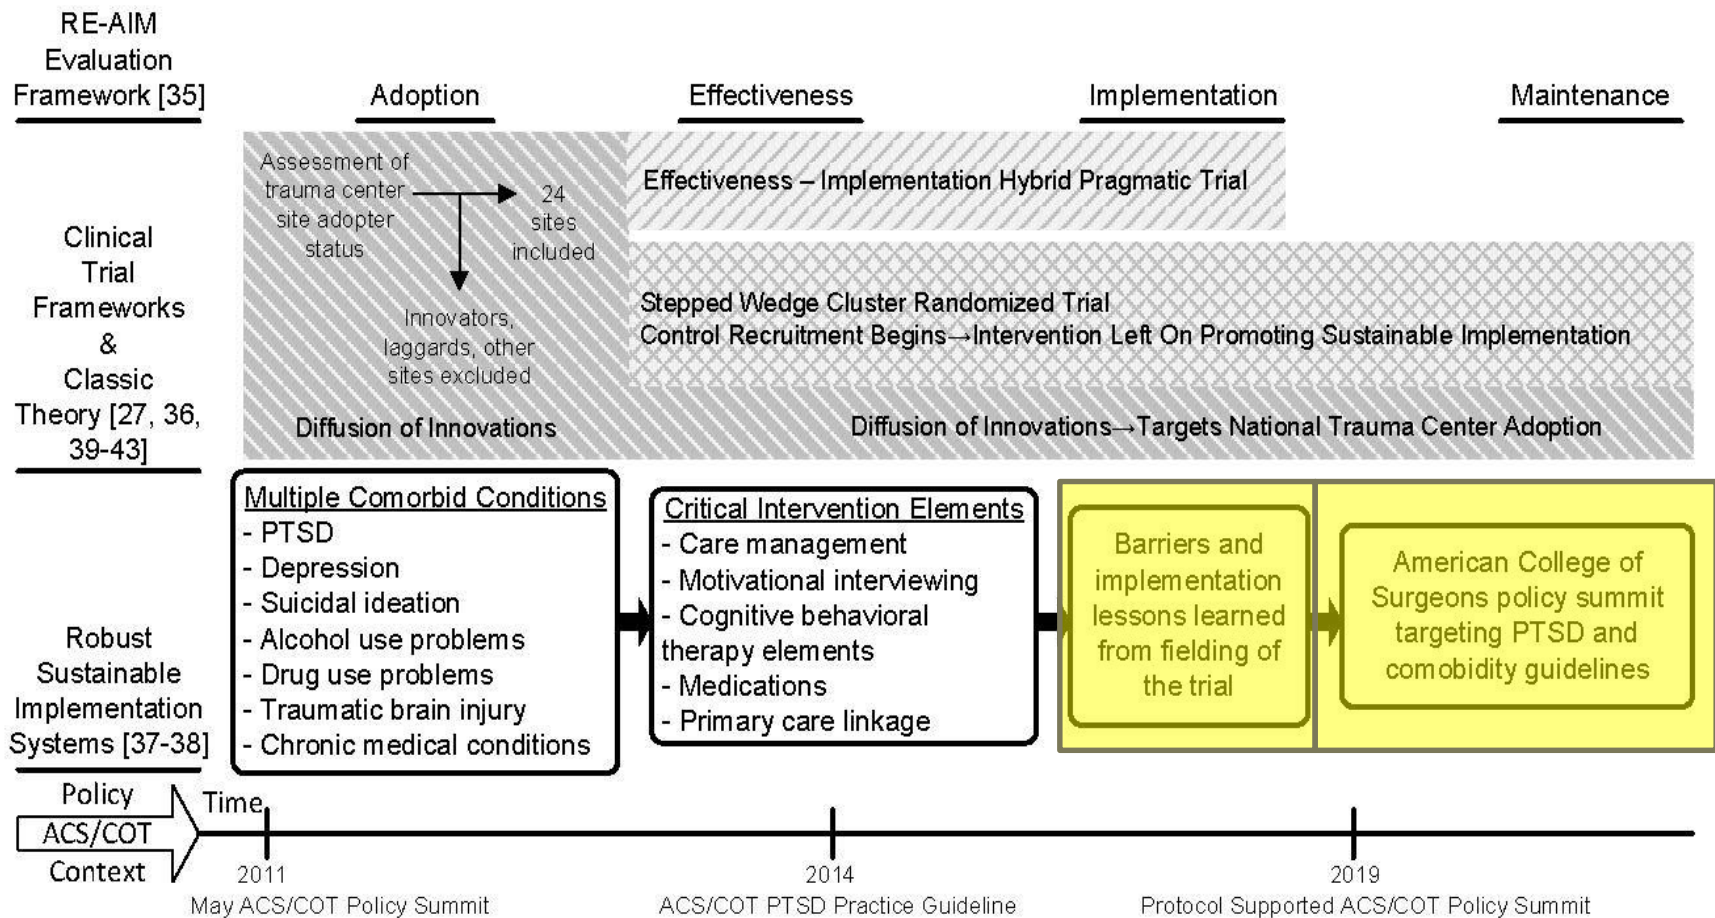 RE-AIM
Evaluation
Framework [35]
Adoption
Effectiveness
Implementation
Maintenance
Clinical
Trial
Frameworks
&
Classic
Theory [27, 36,
39-43]
Assessment of
trauma center
site adopter
status
24
sites
included
Innovators,
laggards, other
sites excluded
Diffusion of Innovations
Effectiveness – Implementation Hybrid Pragmatic Trial
Stepped Wedge Cluster Randomized Trial
Control Recruitment Begins→Intervention Left On Promoting Sustainable Implementation
Diffusion of Innovations→Targets National Trauma Center Adoption
Robust
Sustainable
Implementation
Systems [37-38]
Multiple Comorbid Conditions
- PTSD
- Depression
- Suicidal ideation
- Alcohol use problems
- Drug use problems
- Traumatic brain injury
- Chronic medical conditions
Critical Intervention Elements
- Care management
- Motivational interviewing
- Cognitive behavioral
therapy elements
- Medications
- Primary care linkage
Barriers and
implementation
lessons learned
from fielding of
the trial
American College of
Surgeons policy summit
targeting PTSD and
comobidity guidelines
Policy
ACS/COT
Context
Time
2011
May ACS/COT Policy Summit
2014
ACS/COT PTSD Practice Guideline
2019
Protocol Supported ACS/COT Policy Summit